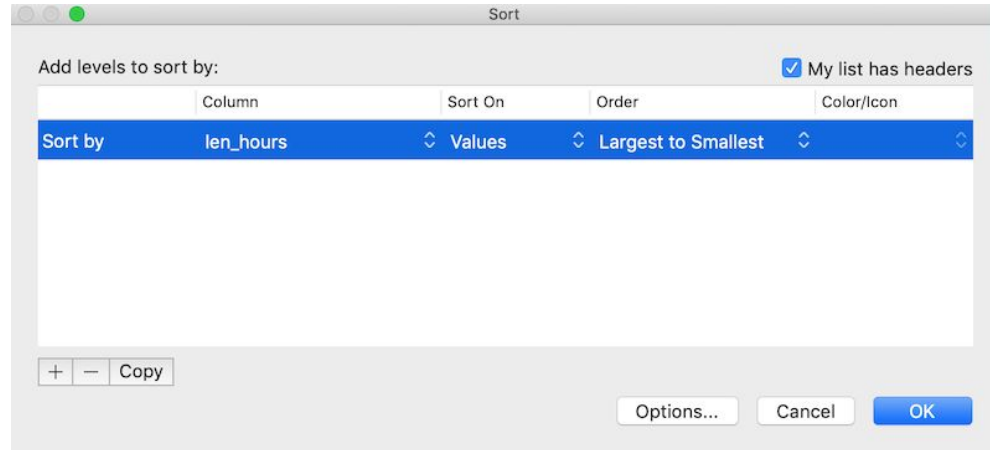 Sort
Add levels to sort by:
My list has headers
Column Sort On Order Color/Icon
Sort by len_hours Values Largest to Smallest
+ − Copy
Options... Cancel OK